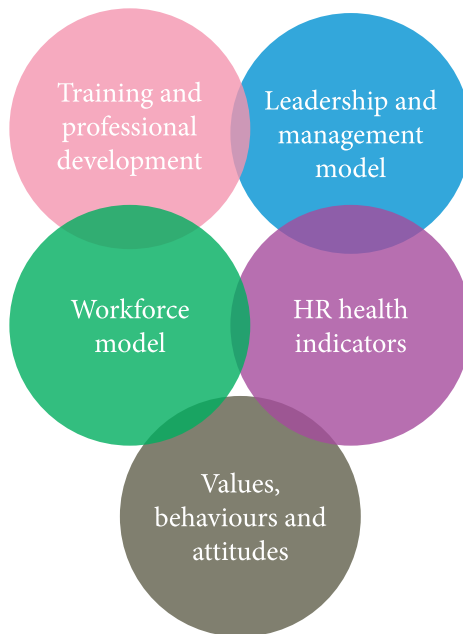 Training and
professional
development
Leadership and
management
model
Workforce
model
HR health
indicators
Values,
behaviours and
attitudes